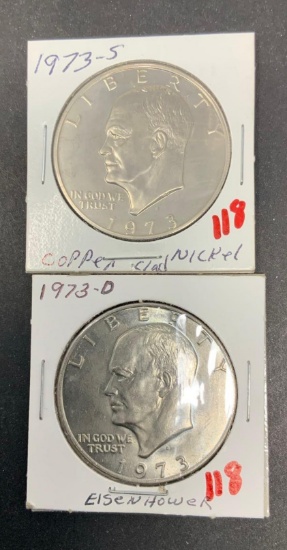 1973-S
LIBERTY
IN GOD WE
TRUST
1973
118
COPPer Clad Nickel
1973-D
LIBERTY
IN GOD WE
TRUST
1973
118
EISENHOWER